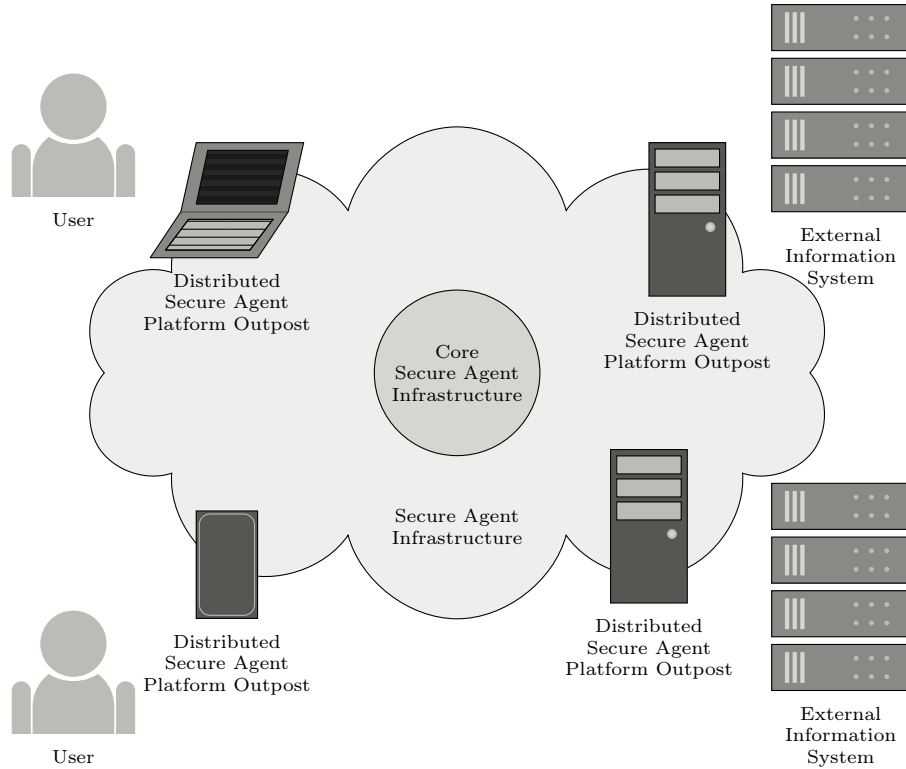 User
External
Information
System
Distributed
Secure Agent
Platform Outpost
Distributed
Secure Agent
Platform Outpost
Core
Secure Agent
Infrastructure
Secure Agent
Infrastructure
Distributed
Secure Agent
Platform Outpost
Distributed
Secure Agent
Platform Outpost
User
External
Information
System